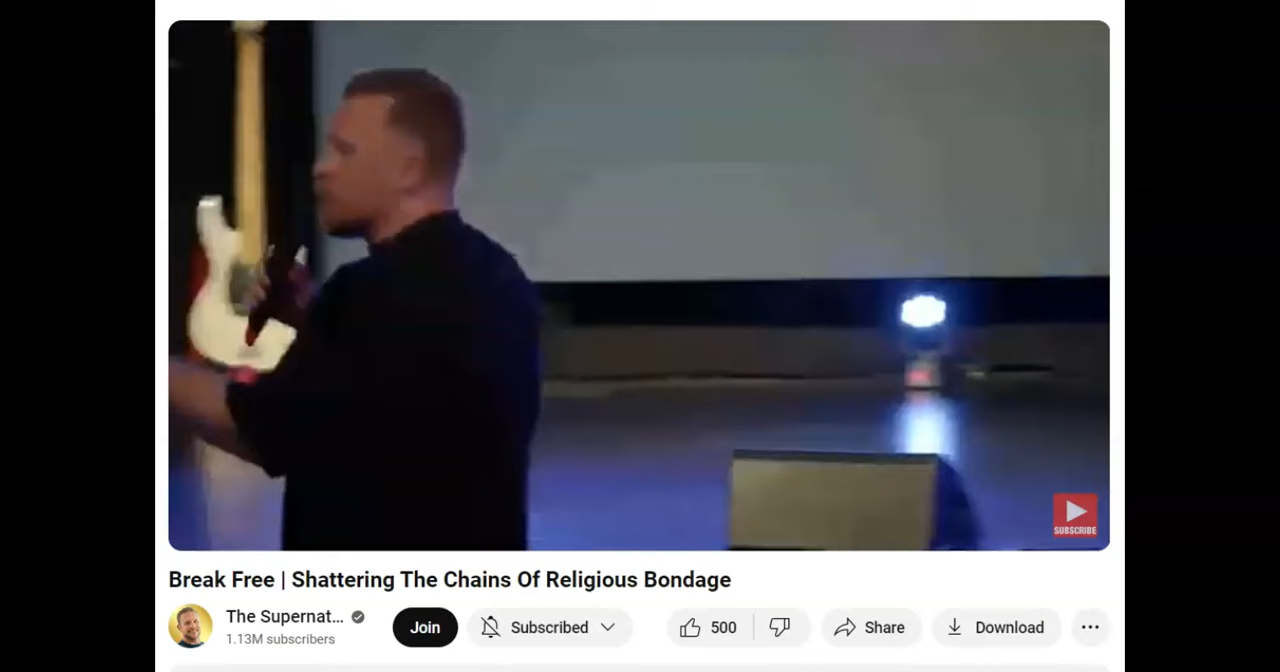 SUBSCRIBE
Break Free | Shattering The Chains Of Religious Bondage
The Supernat...
1.13M subscribers
Join
Subscribed
500
Share
Download